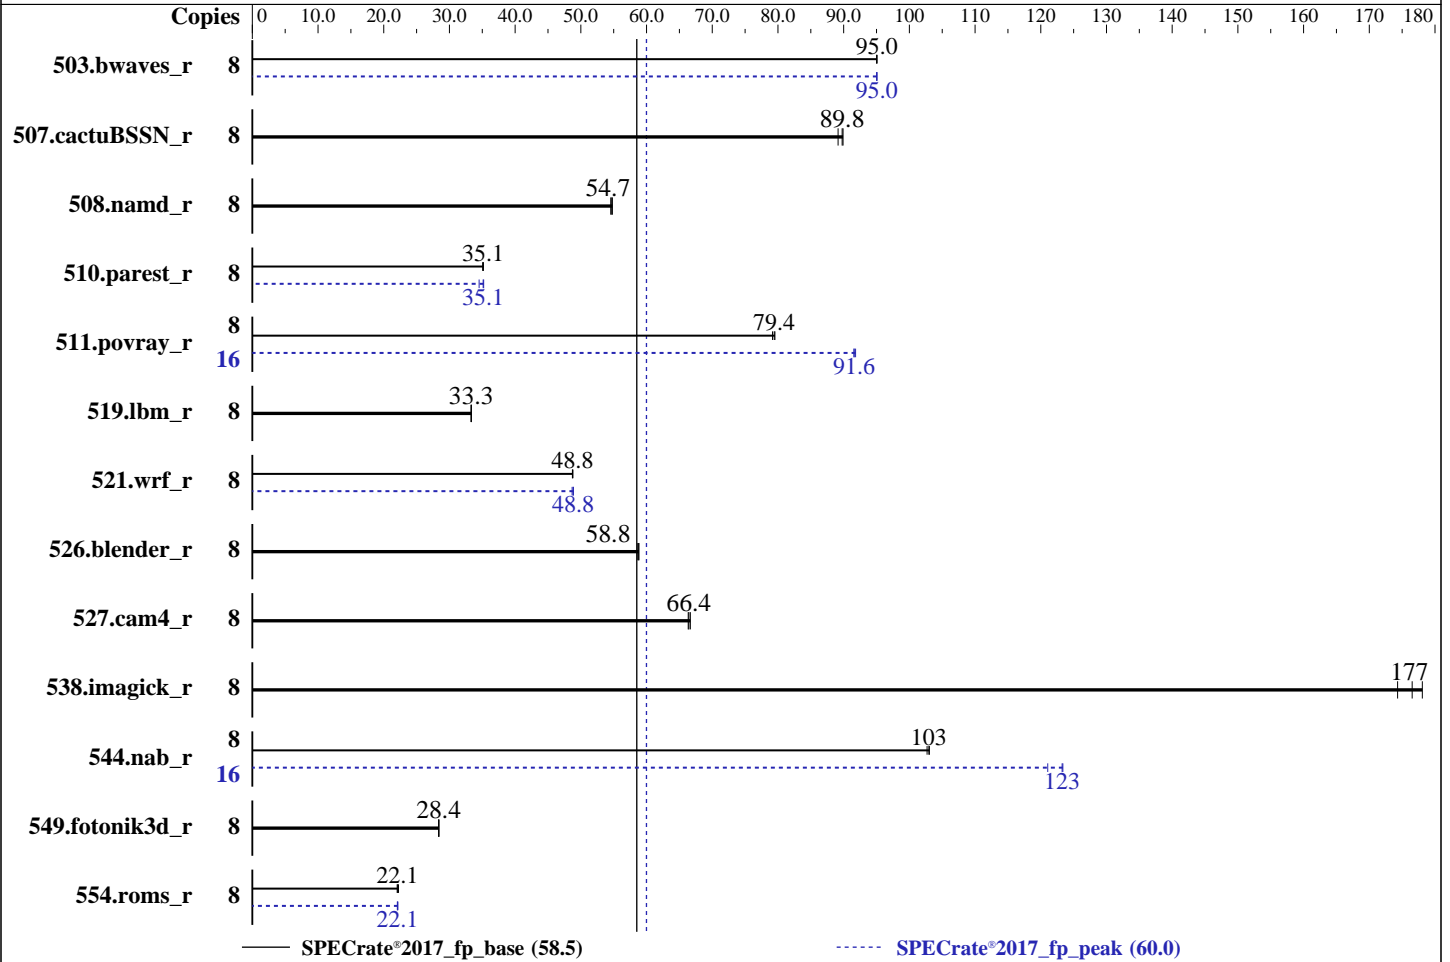 Copies 0 10.0 20.0 30.0 40.0 50.0 60.0 70.0 80.0 90.0 100 110 120 130 140 150 160 170 180
503.bwaves_r 8 95.0
95.0
507.cactuBSSN_r 8 89.8
508.namd_r 8 54.7
510.parest_r 8 35.1
35.1
511.povray_r 8 79.4
16 91.6
519.lbm_r 8 33.3
521.wrf_r 8 48.8
48.8
526.blender_r 8 58.8
527.cam4_r 8 66.4
538.imagick_r 8 177
544.nab_r 8 103
16 123
549.fotonik3d_r 8 28.4
554.roms_r 8 22.1
22.1
SPECrate®2017_fp_base (58.5) SPECrate®2017_fp_peak (60.0)